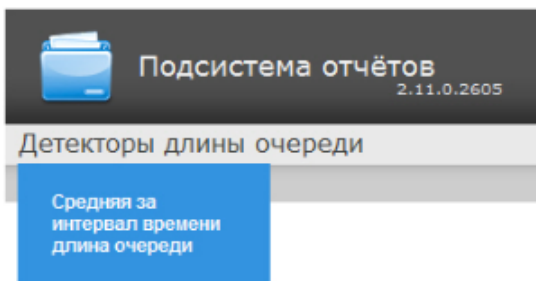 Подсистема отчётов
2.11.0.2605
Детекторы длины очереди
Средняя за
интервал времени
длина очереди